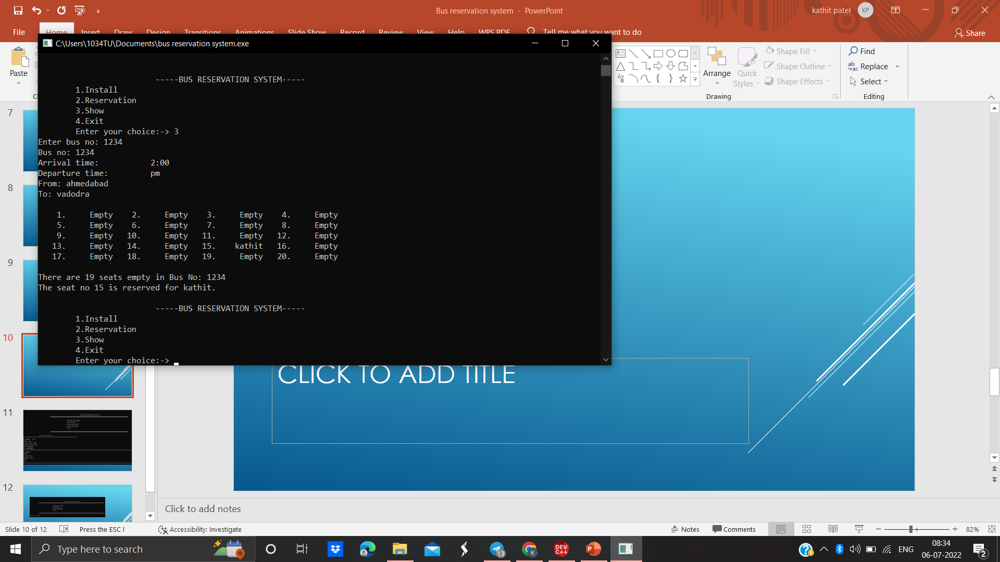 Bus reservation system - PowerPoint
kathit patel KP
File Home Insert Draw Design Transitions Animations Slide Show Record Review View Help WPS PDF Tell me what you want to do
Share
C:\Users\1034TU\Documents\bus reservation system.exe
Paste
Arrange
Quick
Styles
Shape Fill
Shape Outline
Shape Effects
Drawing
Find
Replace
Select
Editing
-----BUS RESERVATION SYSTEM-----
1.Install
2.Reservation
3.Show
4.Exit
Enter your choice:-> 3
Enter bus no: 1234
Bus no: 1234
Arrival time: 2:00
Departure time: pm
From: ahmedabad
To: vadodra
1. Empty 2. Empty 3. Empty 4. Empty
5. Empty 6. Empty 7. Empty 8. Empty
9. Empty 10. Empty 11. Empty 12. Empty
13. Empty 14. Empty 15. kathit 16. Empty
17. Empty 18. Empty 19. Empty 20. Empty
There are 19 seats empty in Bus No: 1234
The seat no 15 is reserved for kathit.
-----BUS RESERVATION SYSTEM-----
1.Install
2.Reservation
3.Show
4.Exit
Enter your choice:->
7
8
9
10
11
12
CLICK TO ADD TITLE
Click to add notes
Slide 10 of 12 Press the ESC Accessibility: Investigate Notes Comments 82%
Type here to search
13
DEV C++
ENG
08:34
06-07-2022
2